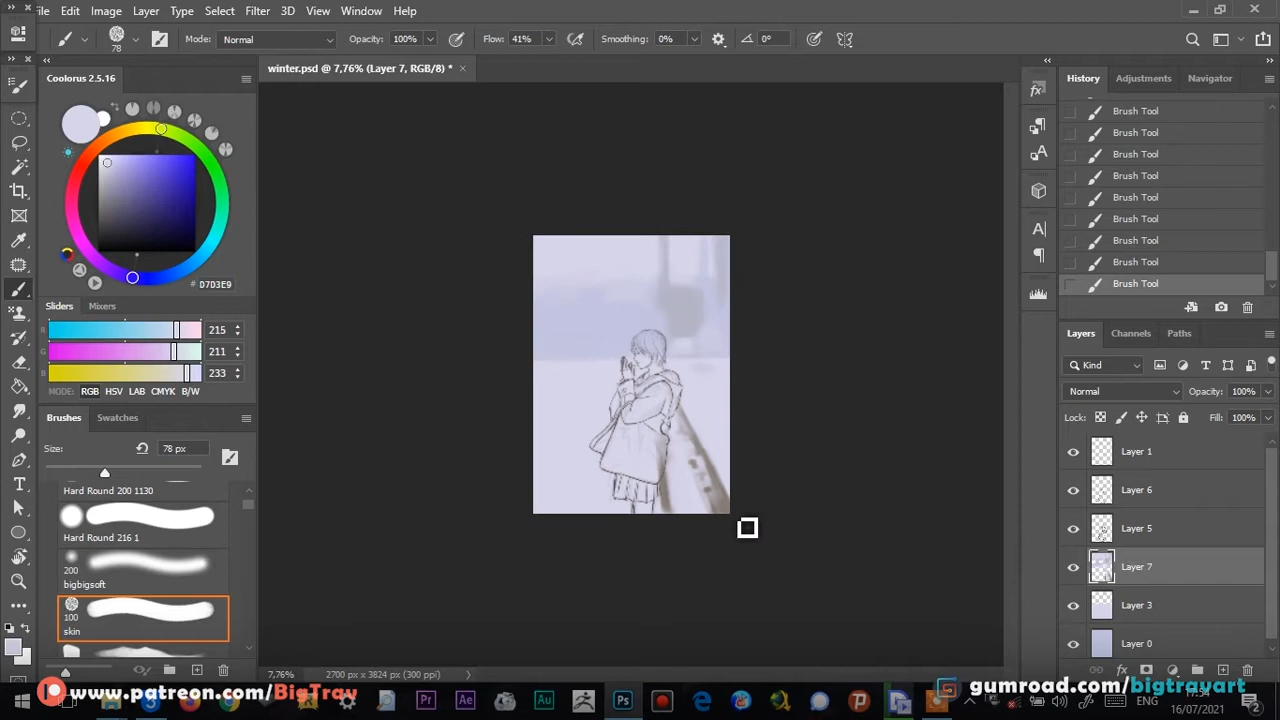 File Edit Image Layer Type Select Filter 3D View Window Help
78 Mode: Normal Opacity: 100% Flow: 41% Smoothing: 0% 0°
Coolorus 2.5.16
winter.psd @ 7,76% (Layer 7, RGB/8) *
# D7D3E9
Sliders Mixers
R 215
G 211
B 233
MODE: RGB HSV LAB CMYK B/W
Brushes Swatches
Size: 78 px
Hard Round 200 1130
Hard Round 216 1
200
bigbigsoft
100
skin
History Adjustments Navigator
Brush Tool
Brush Tool
Brush Tool
Brush Tool
Brush Tool
Brush Tool
Brush Tool
Brush Tool
Brush Tool
Layers Channels Paths
Kind
Normal Opacity: 100%
Lock: Fill: 100%
Layer 1
Layer 6
Layer 5
Layer 7
Layer 3
Layer 0
7,76% 2700 px x 3824 px (300 ppi)
www.patreon.com/BigTrav
gumroad.com/bigtravart
ENG
16/07/2021